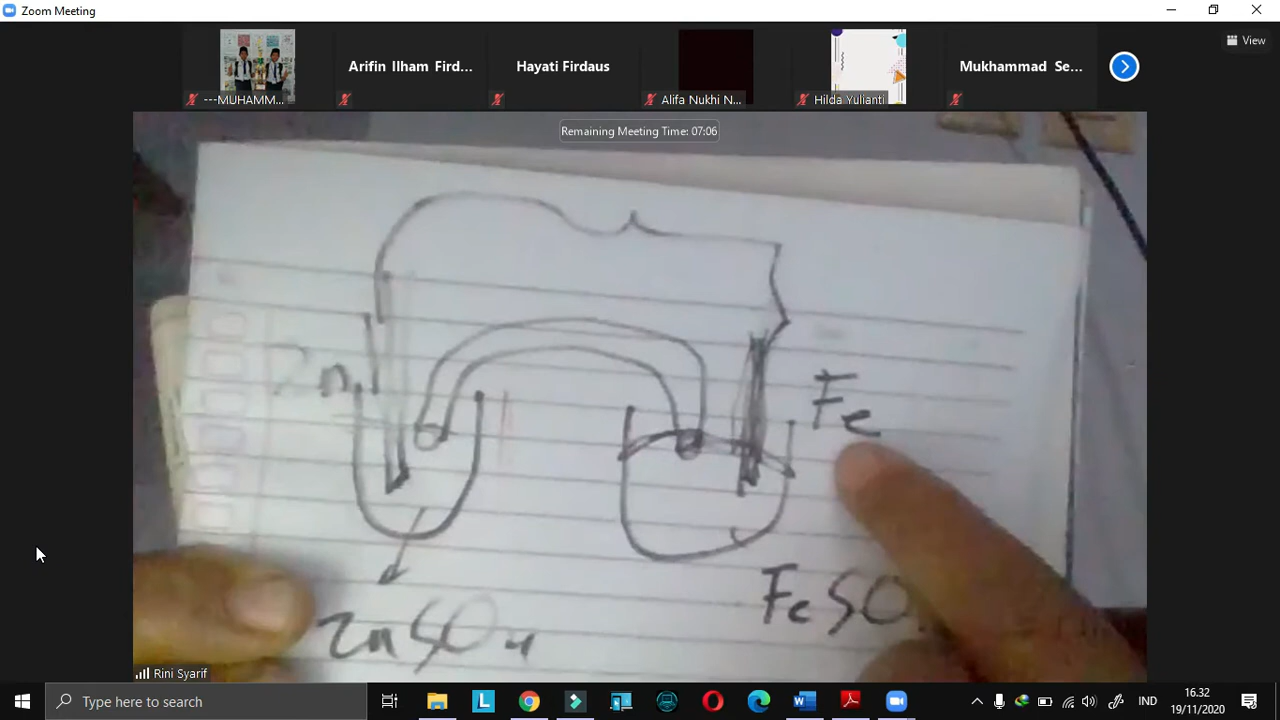 Zoom Meeting
View
---MUHAMM...
Arifin Ilham Fird...
Hayati Firdaus
Alifa Nukhi N...
Hilda Yulianti
Mukhammad Se...
Remaining Meeting Time: 07:06
Zn
Fe
ZnSO4
FeSO
Rini Syarif
Type here to search
IND
16.32
19/11/2020